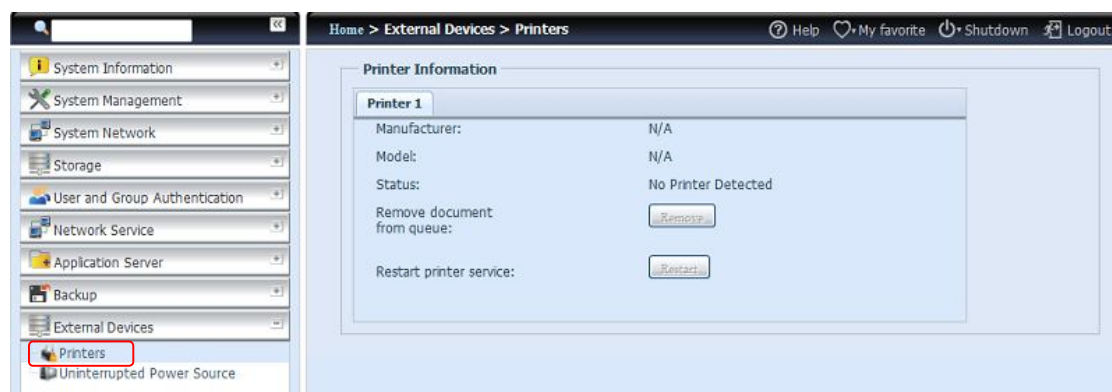 Home > External Devices > Printers
Help My favorite Shutdown Logout
System Information
System Management
System Network
Storage
User and Group Authentication
Network Service
Application Server
Backup
External Devices
Printers
Uninterrupted Power Source
Printer Information
Printer 1
Manufacturer: N/A
Model: N/A
Status: No Printer Detected
Remove document
from queue: Remove
Restart printer service: Restart